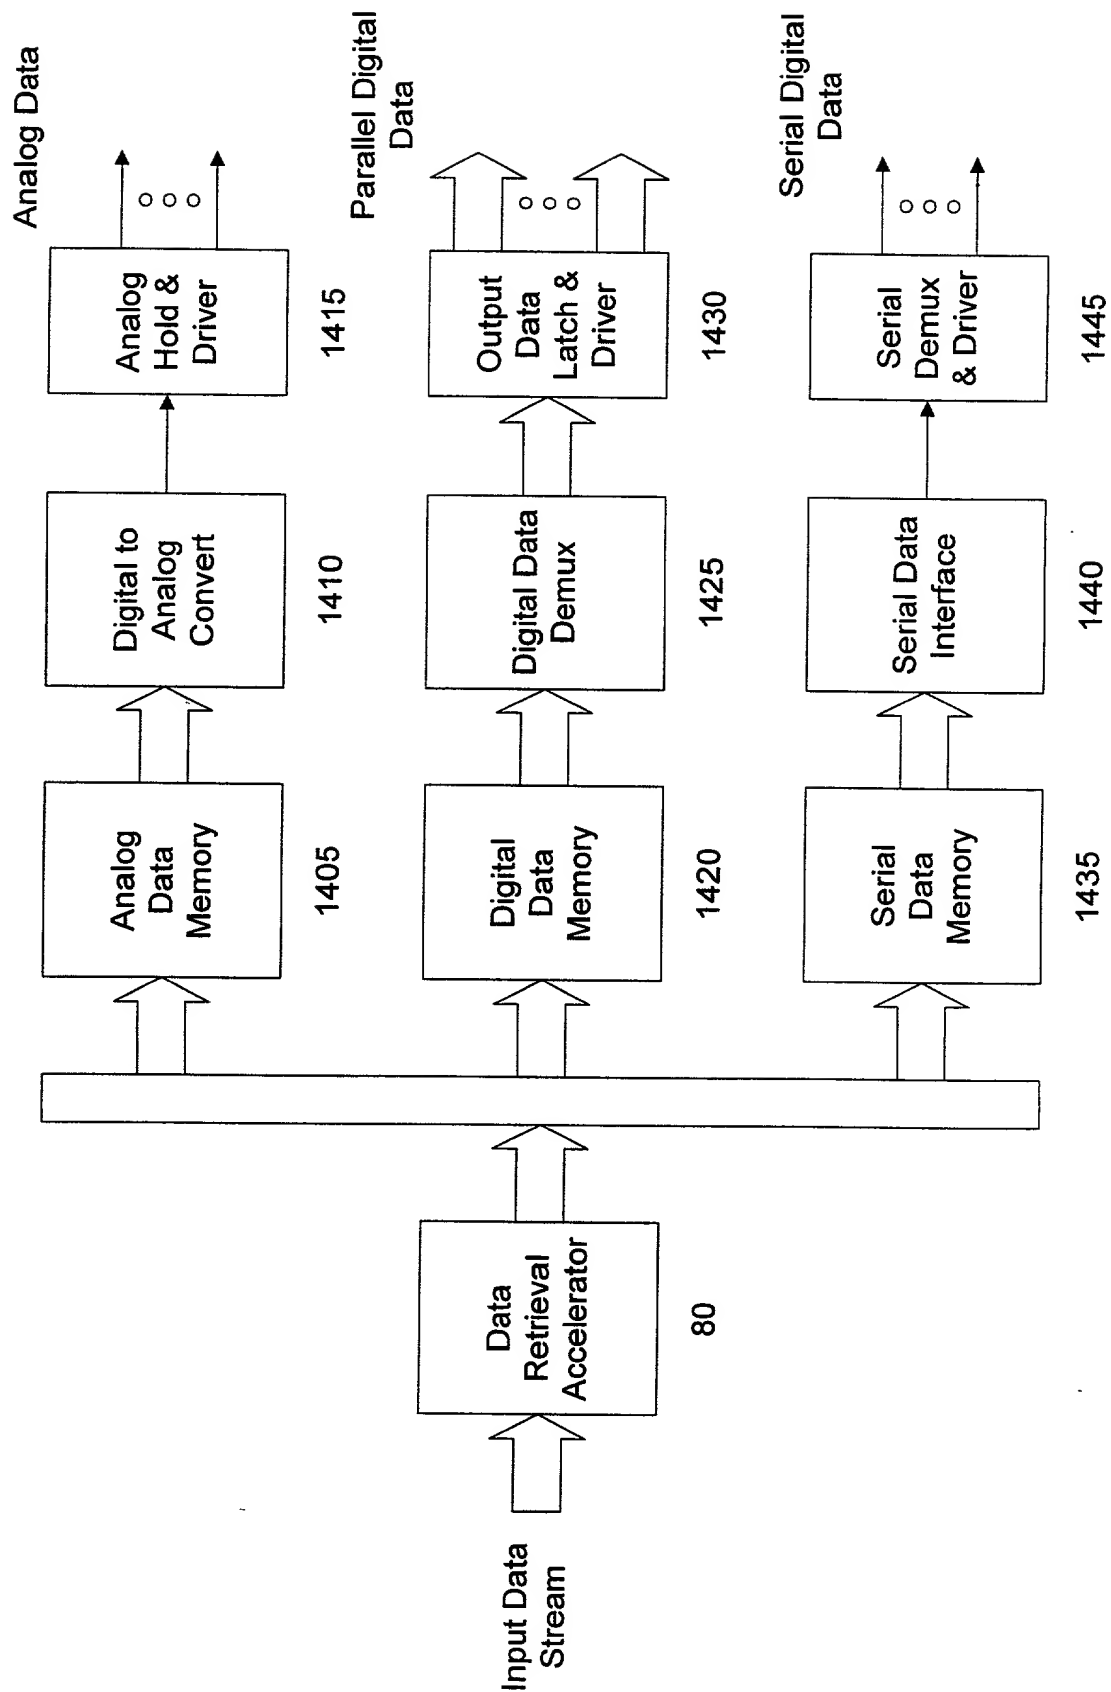 Input Data
Stream
Data
Retrieval
Accelerator
80
Analog
Data
Memory
1405
Digital to
Analog
Convert
1410
Analog
Hold &
Driver
1415
Analog Data
Digital
Data
Memory
1420
Digital Data
Demux
1425
Output
Data
Latch &
Driver
1430
Parallel Digital
Data
Serial
Data
Memory
1435
Serial Data
Interface
1440
Serial
Demux
& Driver
1445
Serial Digital
Data